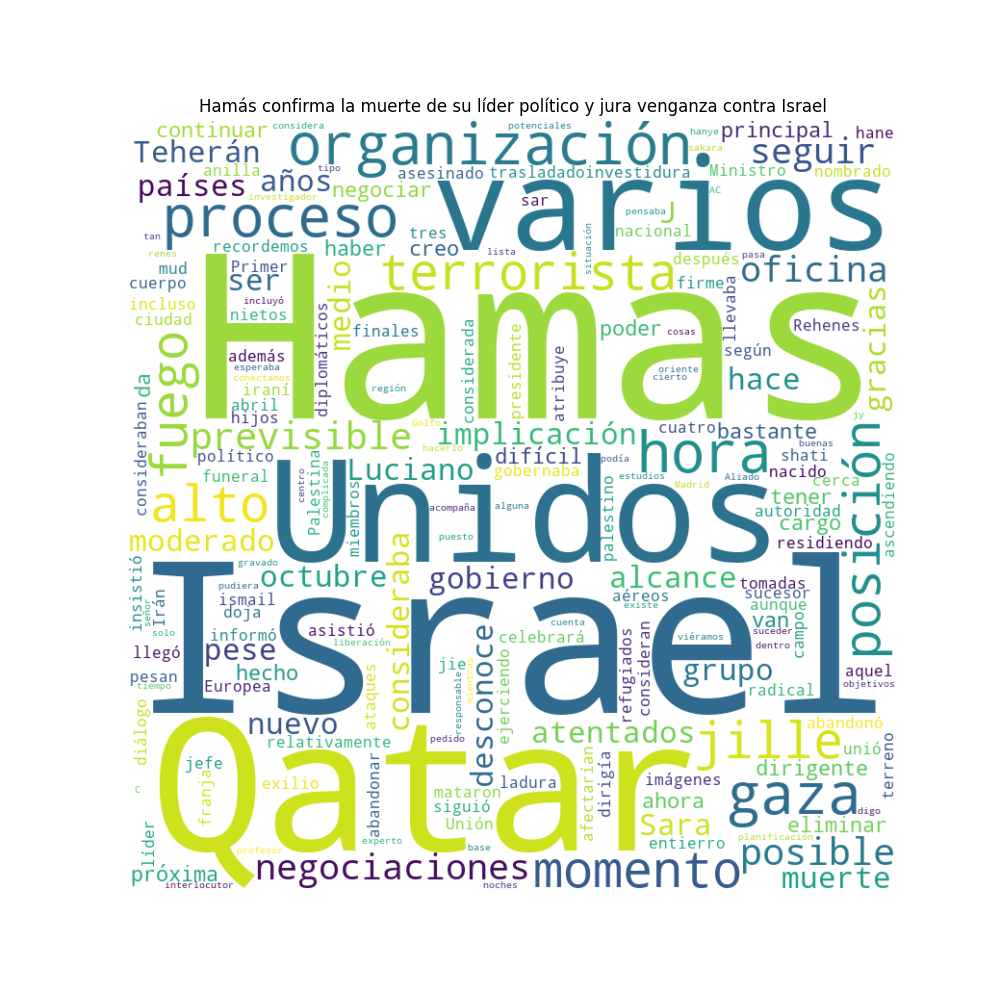 Hamás confirma la muerte de su líder político y jura venganza contra Israel
continuar
considera
organización
potenciales
hanye
sakara
principal
hane
Teherán
anilla
tipo
asesinado
trasladado
investidura
Ministro
seguir
nombrado
países
años
investigador
negociar
sar
varios
pensaba
J
AC
nacional
proceso
tres
creo
lista
situación
tan
renes
recordemos
haber
terrorista
después
pasa
oficina
mud
cuerpo
Primer
ser
medio
firme
incluso
ciudad
incluyó
nietos
diplomáticos
Hamas
finales
considerada
presidente
atribuye
poder
cosas
llevaba
Rehenes
gracias
fuego
además
esperaba
conectamos
iraní
región
oriente
cierto
según
hace
da
abril
hijos
Golfo
hacerlo
jy
consideraban
previsible
implicación
cuatro
bastante
buenas
político
difícil
hora
shati
nacido
posición
funeral
Palestina
centro
complicada
Luciano
gobernaba
podía
estudios
Madrid
Aliado
cerca
ascendiendo
alto
Unidos
miembros
acompaña
alguna
palestino
tener
autoridad
cargo
moderado
puesto
residiendo
insistió
Irán
gravado
pudiera
octubre
consideraba
gobierno
alcance
tomadas
sucesor
ismail
doja
aéreos
existe
aunque
van
campo
señor
solo
informó
asistió
liberación
Israel
celebrará
cuenta
viéramos
suceder
dentro
llegó
pese
desconoce
refugiados
consideran
pesan
tiempo
hecho
Europea
ataques
jie
responsable
mientras
ejerciendo
grupo
radical
aquel
objetivos
diálogo
nuevo
relativamente
pedido
atentados
jille
abandonó
unió
terreno
Qatar
jefe
franja
exilio
abandonar
ladura
afectarían
dirigía
imágenes
dirigente
c
mataron
siguió
Unión
ahora
Sara
gaza
digo
eliminar
líder
profesor
experto
base
entierro
planificación
próxima
interlocutor
negociaciones
noches
momento
posible
muerte